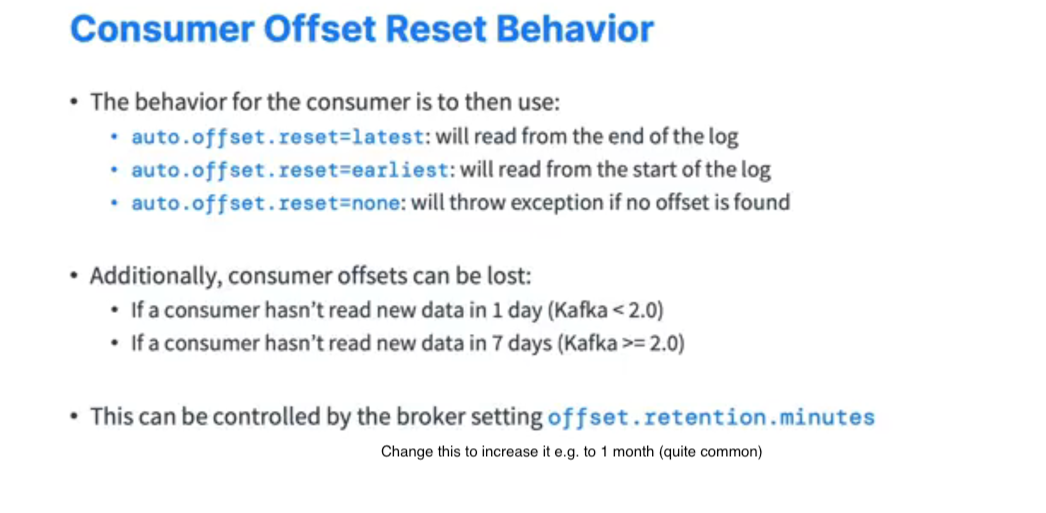 Consumer Offset Reset Behavior
• The behavior for the consumer is to then use:
• auto.offset.reset=latest: will read from the end of the log
• auto.offset.reset=earliest: will read from the start of the log
• auto.offset.reset=none: will throw exception if no offset is found
• Additionally, consumer offsets can be lost:
• If a consumer hasn't read new data in 1 day (Kafka < 2.0)
• If a consumer hasn't read new data in 7 days (Kafka >= 2.0)
• This can be controlled by the broker setting offset.retention.minutes
Change this to increase it e.g. to 1 month (quite common)